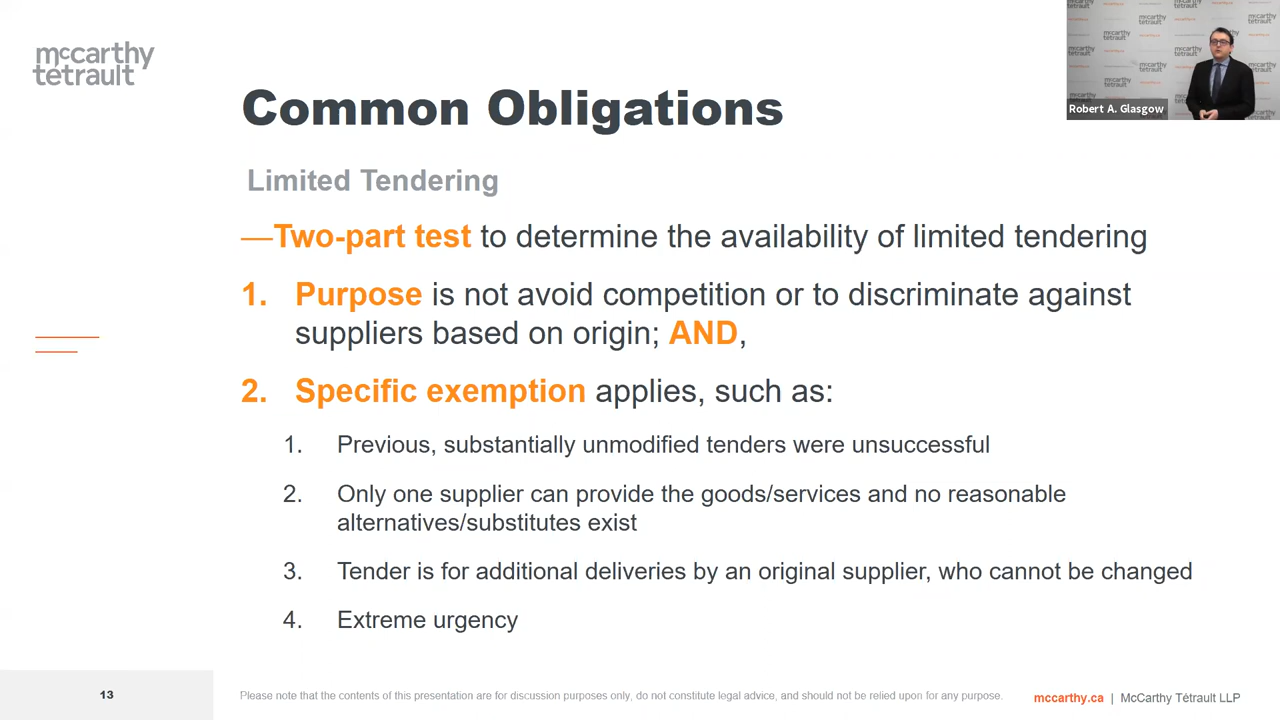 mccarthy
tetrault
Robert A. Glasgow
Common Obligations
Limited Tendering
—Two-part test to determine the availability of limited tendering
1. Purpose is not avoid competition or to discriminate against
suppliers based on origin; AND,
2. Specific exemption applies, such as:
1. Previous, substantially unmodified tenders were unsuccessful
2. Only one supplier can provide the goods/services and no reasonable
alternatives/substitutes exist
3. Tender is for additional deliveries by an original supplier, who cannot be changed
4. Extreme urgency
13
Please note that the contents of this presentation are for discussion purposes only, do not constitute legal advice, and should not be relied upon for any purpose.
mccarthy.ca | McCarthy Tétrault LLP